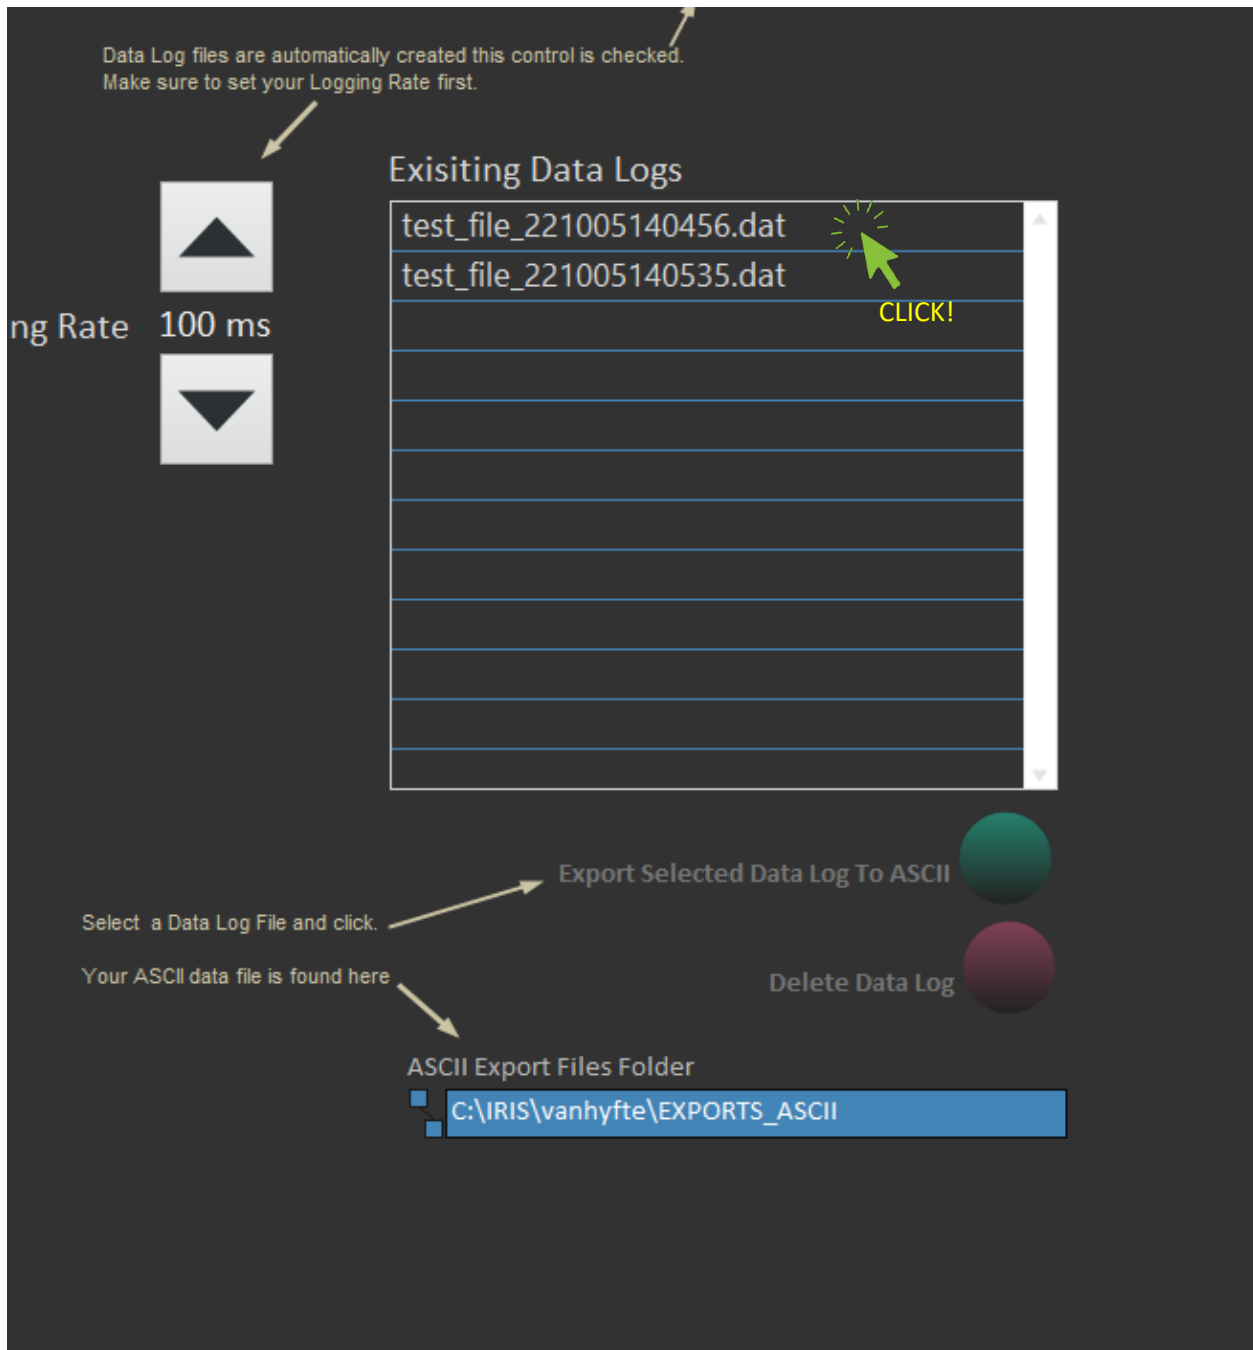 Data Log files are automatically created this control is checked.
Make sure to set your Logging Rate first.
Exisiting Data Logs
test_file_221005140456.dat
test_file_221005140535.dat
CLICK!
ng Rate 100 ms
Export Selected Data Log To ASCII
Select a Data Log File and click.
Your ASCII data file is found here
Delete Data Log
ASCII Export Files Folder
C:\IRIS\vanhyfte\EXPORTS_ASCII